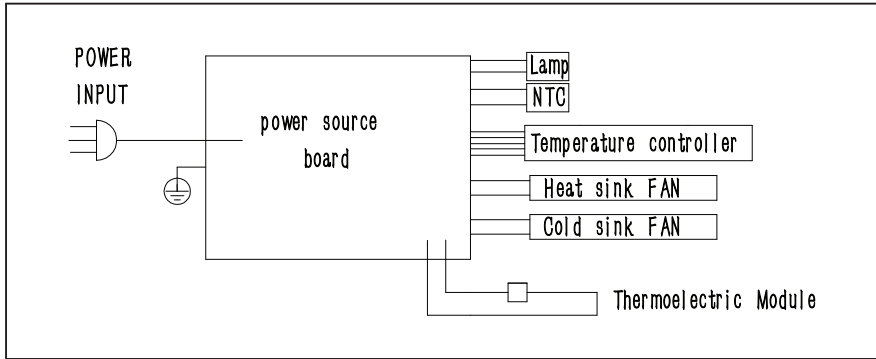 POWER
INPUT
power source
board
Lamp
NTC
Temperature controller
Heat sink FAN
Cold sink FAN
Thermoelectric Module